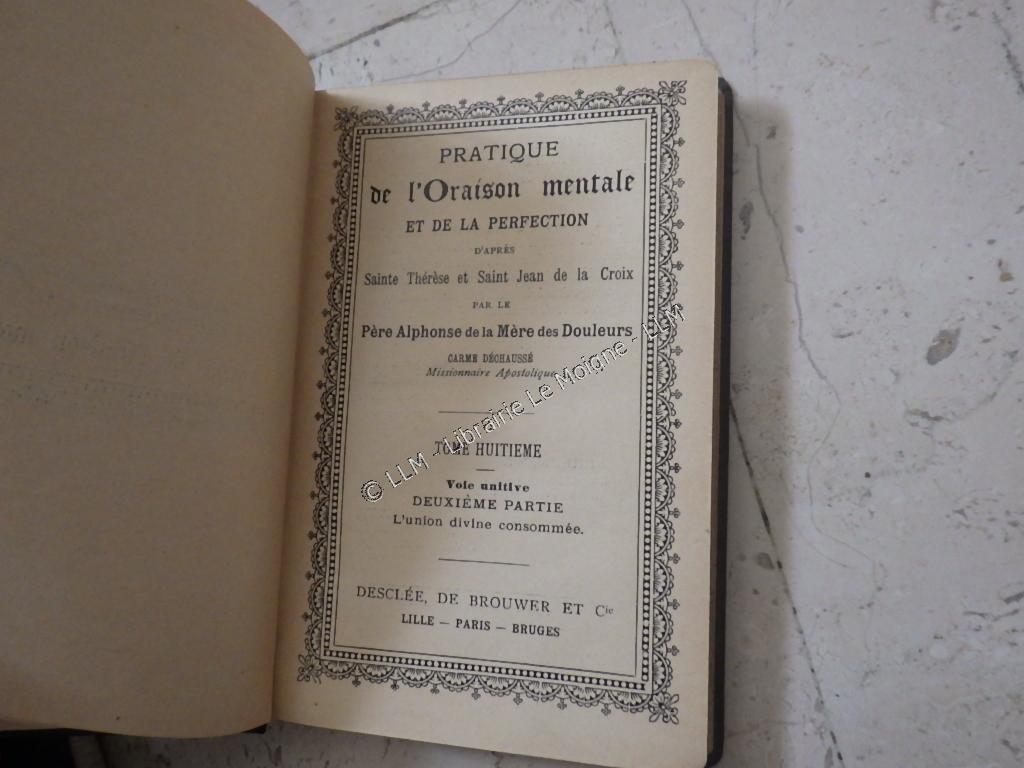 PRATIQUE
de l'Oraison mentale
ET DE LA PERFECTION
D'APRÈS
Sainte Thérèse et Saint Jean de la Croix
PAR LE
Père Alphonse de la Mère des Douleurs
CARME DÉCHAUSSÉ
Missionnaire Apostolique
TOME HUITIEME
Voie unitive
DEUXIÈME PARTIE
L'union divine consommée.
DESCLÉE, DE BROUWER ET Cie
LILLE — PARIS — BRUGES
© LLM - Librairie Le Moigne - LLM